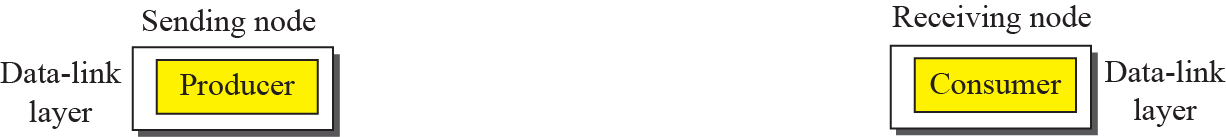 Sending node
Data-link
layer
Producer
Receiving node
Consumer
Data-link
layer